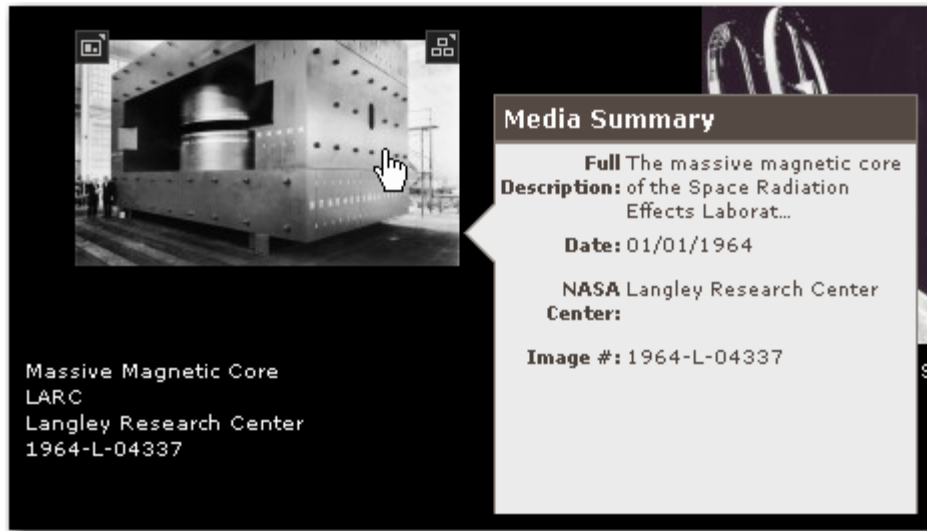 Media Summary
Full Description: The massive magnetic core
of the Space Radiation
Effects Laborat...
Date: 01/01/1964
NASA Center: Langley Research Center
Image #: 1964-L-04337
Massive Magnetic Core
LARC
Langley Research Center
1964-L-04337